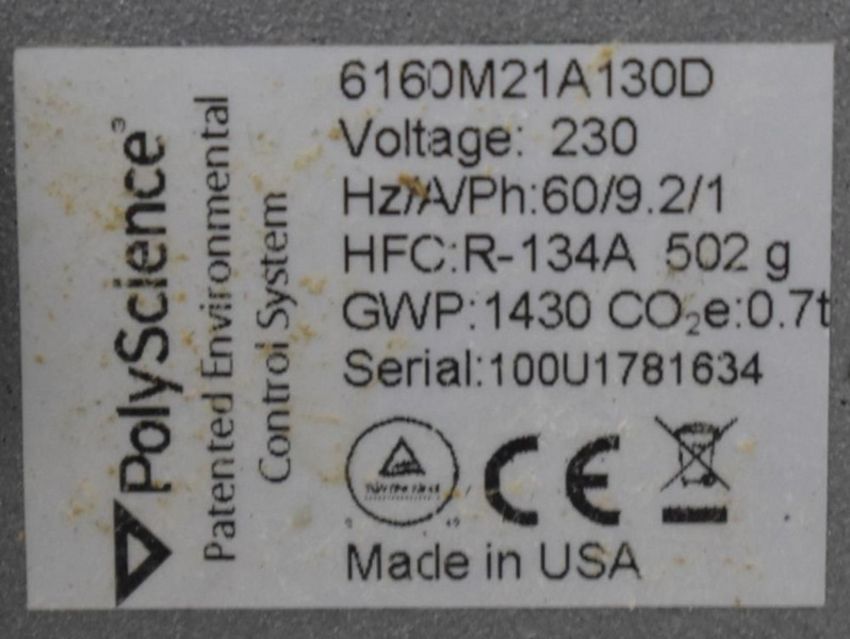 PolyScience®
Patented Environmental
Control System
6160M21A130D
Voltage: 230
Hz/A/Ph:60/9.2/1
HFC:R-134A 502 g
GWP:1430 CO₂e:0.7t
Serial:100U1781634
CE
Made in USA